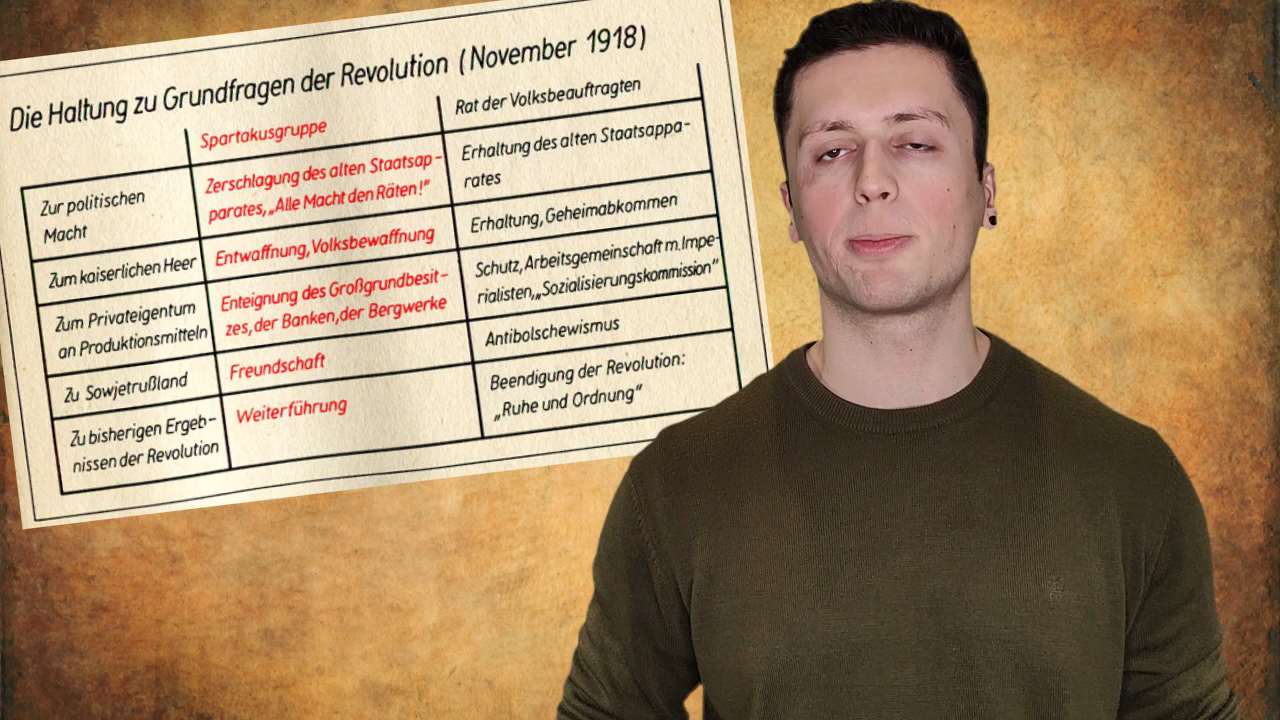 Die Haltung zu Grundfragen der Revolution (November 1918)
Spartakusgruppe
Rat der Volksbeauftragten
Zur politischen
Macht
Zerschlagung des alten Staatsap-
parates, „Alle Macht den Räten!"
Erhaltung des alten Staatsappa-
rates
Zum kaiserlichen Heer
Entwaffnung, Volksbewaffnung
Erhaltung, Geheimabkommen
Zum Privateigentum
an Produktionsmitteln
Enteignung des Großgrundbesit-
zes, der Banken, der Bergwerke
Schutz, Arbeitsgemeinschaft m. Impe-
rialisten, „Sozialisierungskommission"
Zu Sowjetrußland
Freundschaft
Antibolschewismus
Zu bisherigen Ergeb-
nissen der Revolution
Weiterführung
Beendigung der Revolution:
„Ruhe und Ordnung"